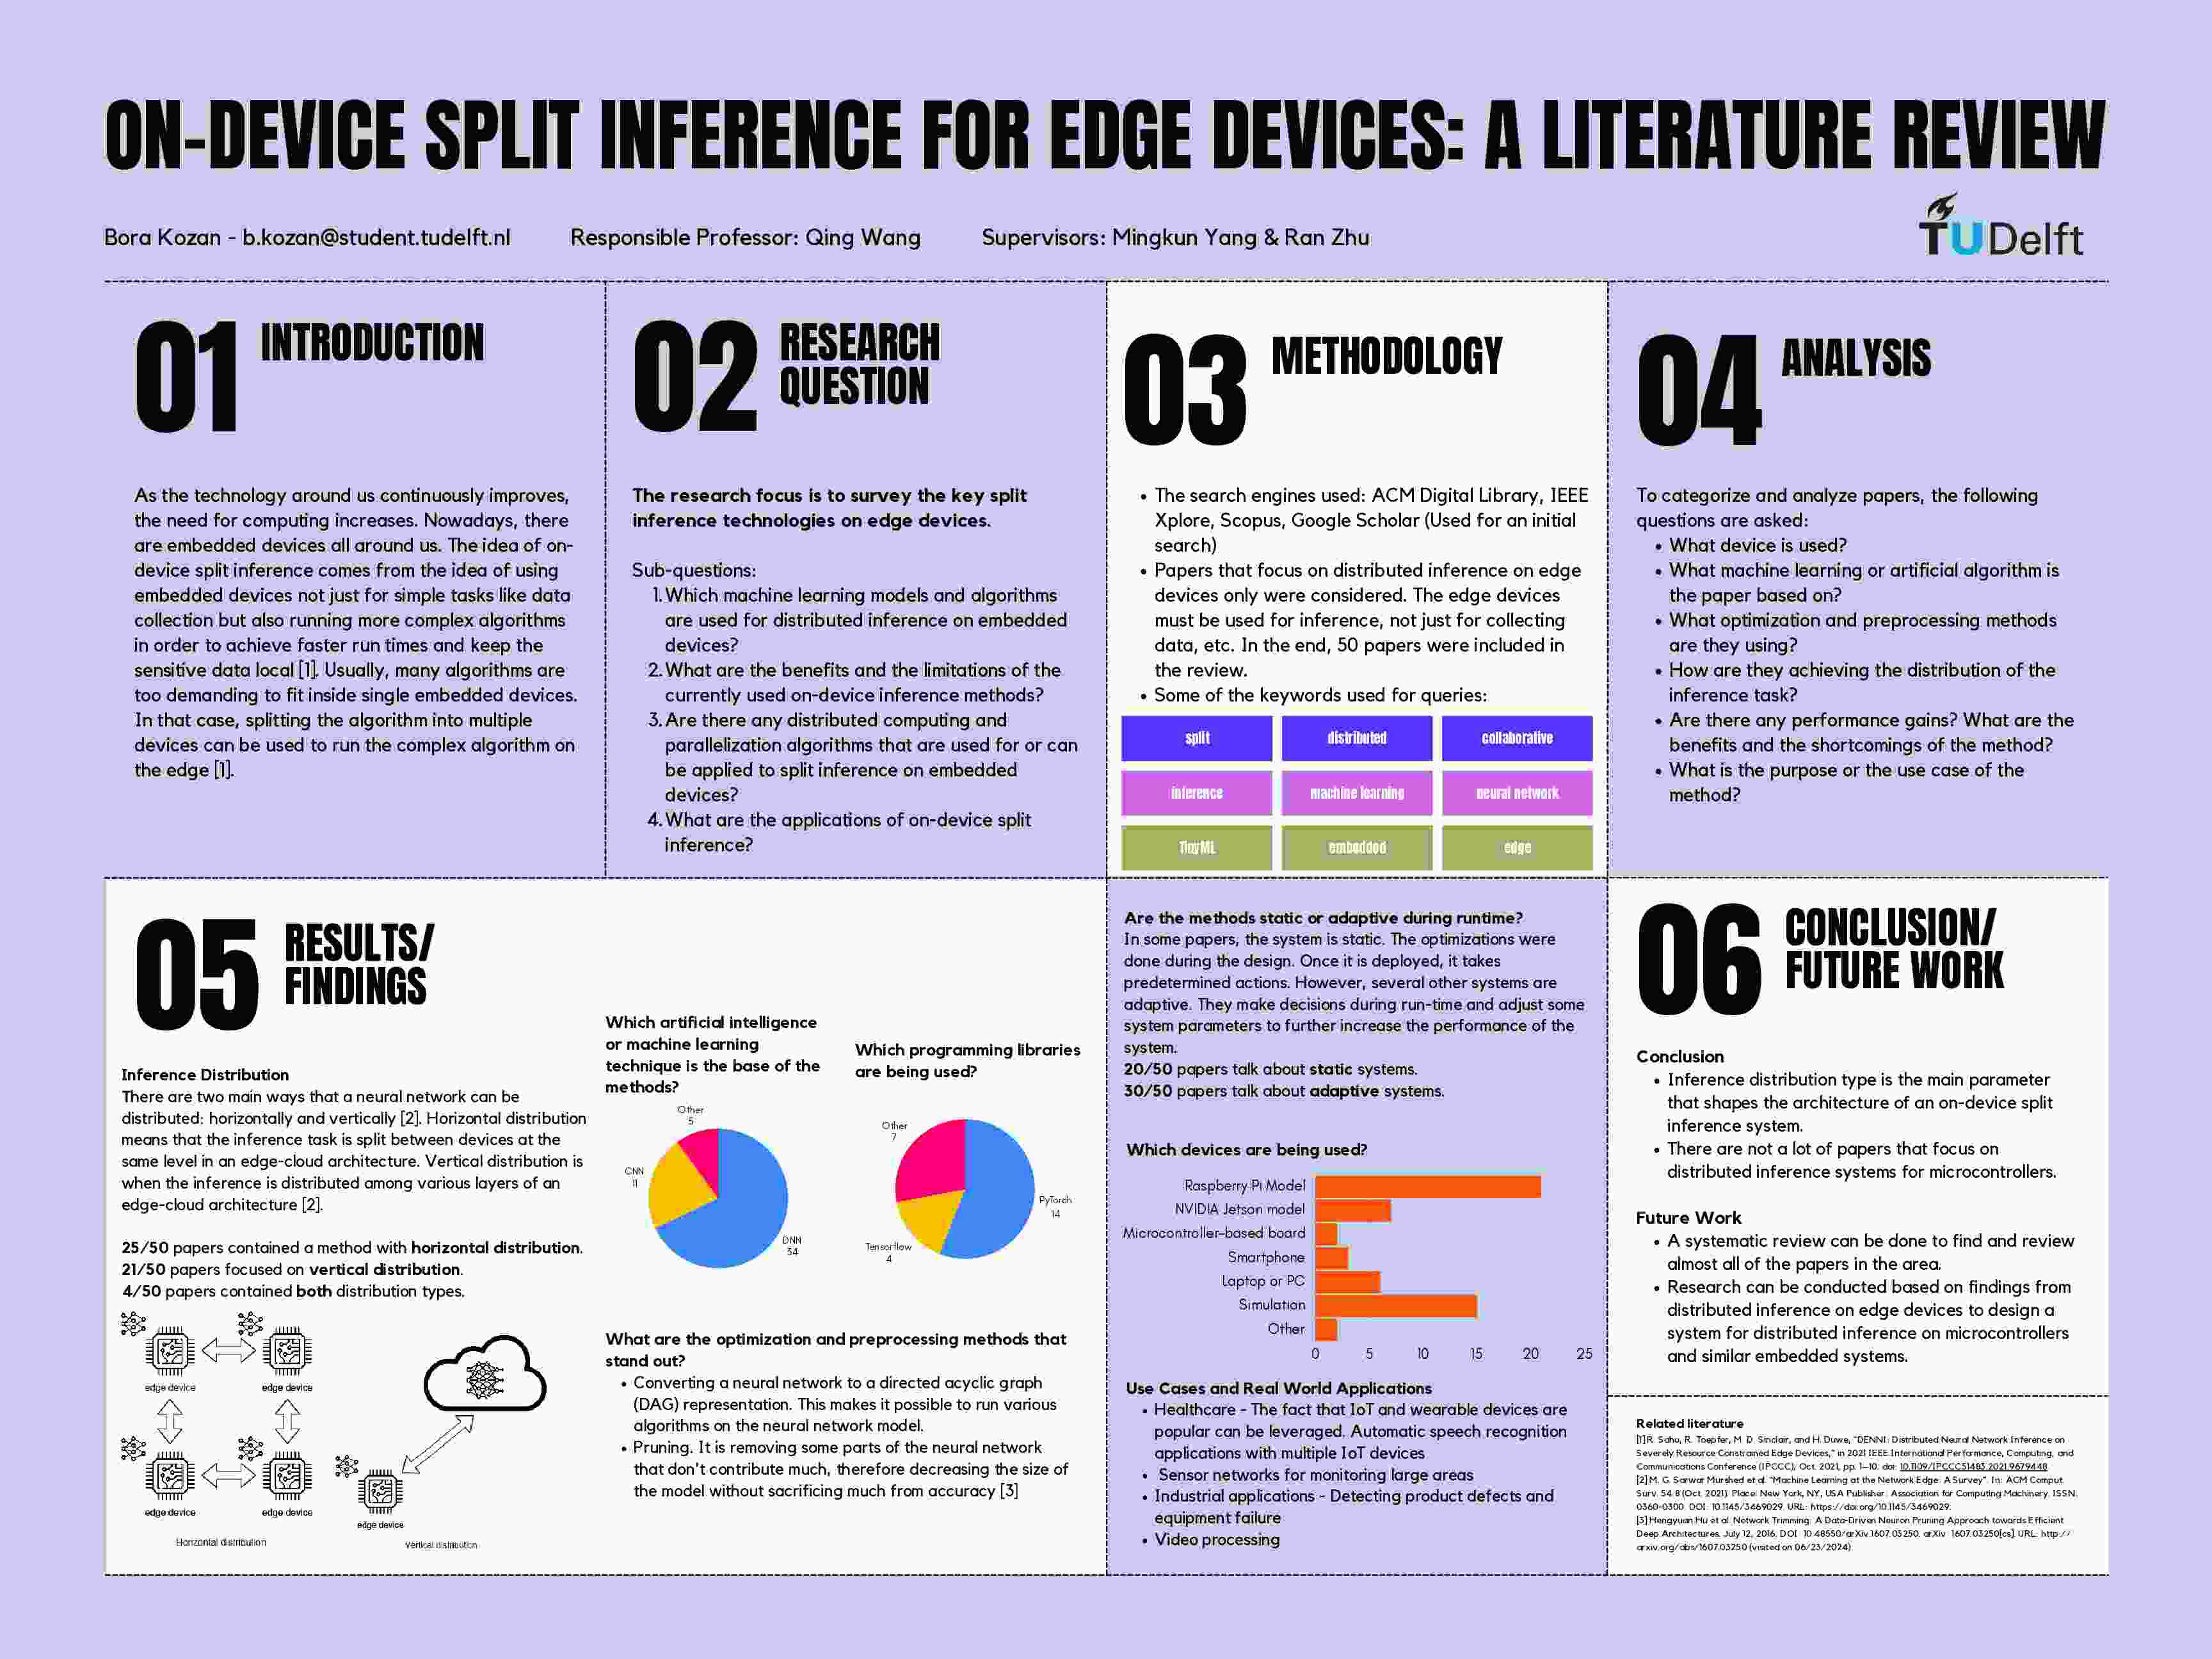 ON-DEVICE SPLIT INFERENCE FOR EDGE DEVICES: A LITERATURE REVIEW
Bora Kozan - b.kozan@student.tudelft.nl
Responsible Professor: Qing Wang
Supervisors: Mingkun Yang & Ran Zhu
TUDelft
01 INTRODUCTION
As the technology around us continuously improves,
the need for computing increases. Nowadays, there
are embedded devices all around us. The idea of on-
device split inference comes from the idea of using
embedded devices not just for simple tasks like data
collection but also running more complex algorithms
in order to achieve faster run times and keep the
sensitive data local [1]. Usually, many algorithms are
too demanding to fit inside single embedded devices.
In that case, splitting the algorithm into multiple
devices can be used to run the complex algorithm on
the edge [1].
02 RESEARCH
QUESTION
The research focus is to survey the key split
inference technologies on edge devices.
Sub-questions:
1. Which machine learning models and algorithms
are used for distributed inference on embedded
devices?
2. What are the benefits and the limitations of the
currently used on-device inference methods?
3. Are there any distributed computing and
parallelization algorithms that are used for or can
be applied to split inference on embedded
devices?
4. What are the applications of on-device split
inference?
03 METHODOLOGY
• The search engines used: ACM Digital Library, IEEE
Xplore, Scopus, Google Scholar (Used for an initial
search)
• Papers that focus on distributed inference on edge
devices only were considered. The edge devices
must be used for inference, not just for collecting
data, etc. In the end, 50 papers were included in
the review.
• Some of the keywords used for queries:
split
distributed
collaborative
inference
machine learning
neural network
TinyML
embedded
edge
04 ANALYSIS
To categorize and analyze papers, the following
questions are asked:
• What device is used?
• What machine learning or artificial algorithm is
the paper based on?
• What optimization and preprocessing methods
are they using?
• How are they achieving the distribution of the
inference task?
• Are there any performance gains? What are the
benefits and the shortcomings of the method?
• What is the purpose or the use case of the
method?
05 RESULTS/
FINDINGS
Inference Distribution
There are two main ways that a neural network can be
distributed: horizontally and vertically [2]. Horizontal distribution
means that the inference task is split between devices at the
same level in an edge-cloud architecture. Vertical distribution is
when the inference is distributed among various layers of an
edge-cloud architecture [2].
25/50 papers contained a method with horizontal distribution.
21/50 papers focused on vertical distribution.
4/50 papers contained both distribution types.
edge device
edge device
edge device
edge device
edge device
Horizontal distribution
Vertical distribution
Which artificial intelligence
or machine learning
technique is the base of the
methods?
Other
5
CNN
11
DNN
34
Which programming libraries
are being used?
Other
7
PyTorch
14
Tensorflow
4
What are the optimization and preprocessing methods that
stand out?
• Converting a neural network to a directed acyclic graph
(DAG) representation. This makes it possible to run various
algorithms on the neural network model.
• Pruning. It is removing some parts of the neural network
that don't contribute much, therefore decreasing the size of
the model without sacrificing much from accuracy [3]
Are the methods static or adaptive during runtime?
In some papers, the system is static. The optimizations were
done during the design. Once it is deployed, it takes
predetermined actions. However, several other systems are
adaptive. They make decisions during run-time and adjust some
system parameters to further increase the performance of the
system.
20/50 papers talk about static systems.
30/50 papers talk about adaptive systems.
Which devices are being used?
Raspberry Pi Model
NVIDIA Jetson model
Microcontroller-based board
Smartphone
Laptop or PC
Simulation
Other
0 5 10 15 20 25
Use Cases and Real World Applications
• Healthcare - The fact that IoT and wearable devices are
popular can be leveraged. Automatic speech recognition
applications with multiple IoT devices
• Sensor networks for monitoring large areas
• Industrial applications - Detecting product defects and
equipment failure
• Video processing
06 CONCLUSION/
FUTURE WORK
Conclusion
• Inference distribution type is the main parameter
that shapes the architecture of an on-device split
inference system.
• There are not a lot of papers that focus on
distributed inference systems for microcontrollers.
Future Work
• A systematic review can be done to find and review
almost all of the papers in the area.
• Research can be conducted based on findings from
distributed inference on edge devices to design a
system for distributed inference on microcontrollers
and similar embedded systems.
Related literature
[1] R. Sahu, R. Toepfer, M. D. Sinclair, and H. Duwe, "DENNI: Distributed Neural Network Inference on
Severely Resource Constrained Edge Devices," in 2021 IEEE International Performance, Computing, and
Communications Conference (IPCCC), Oct. 2021, pp. 1–10. doi: 10.1109/IPCCC51483.2021.9679448.
[2] M. G. Sarwar Murshed et al. "Machine Learning at the Network Edge: A Survey". In: ACM Comput.
Surv. 54.8 (Oct. 2021). Place: New York, NY, USA Publisher: Association for Computing Machinery. ISSN:
0360-0300. DOI: 10.1145/3469029. URL: https://doi.org/10.1145/3469029.
[3] Hengyuan Hu et al. Network Trimming: A Data-Driven Neuron Pruning Approach towards Efficient
Deep Architectures. July 12, 2016. DOI: 10.48550/arXiv.1607.03250. arXiv: 1607.03250[cs]. URL: http://
arxiv.org/abs/1607.03250 (visited on 06/23/2024)